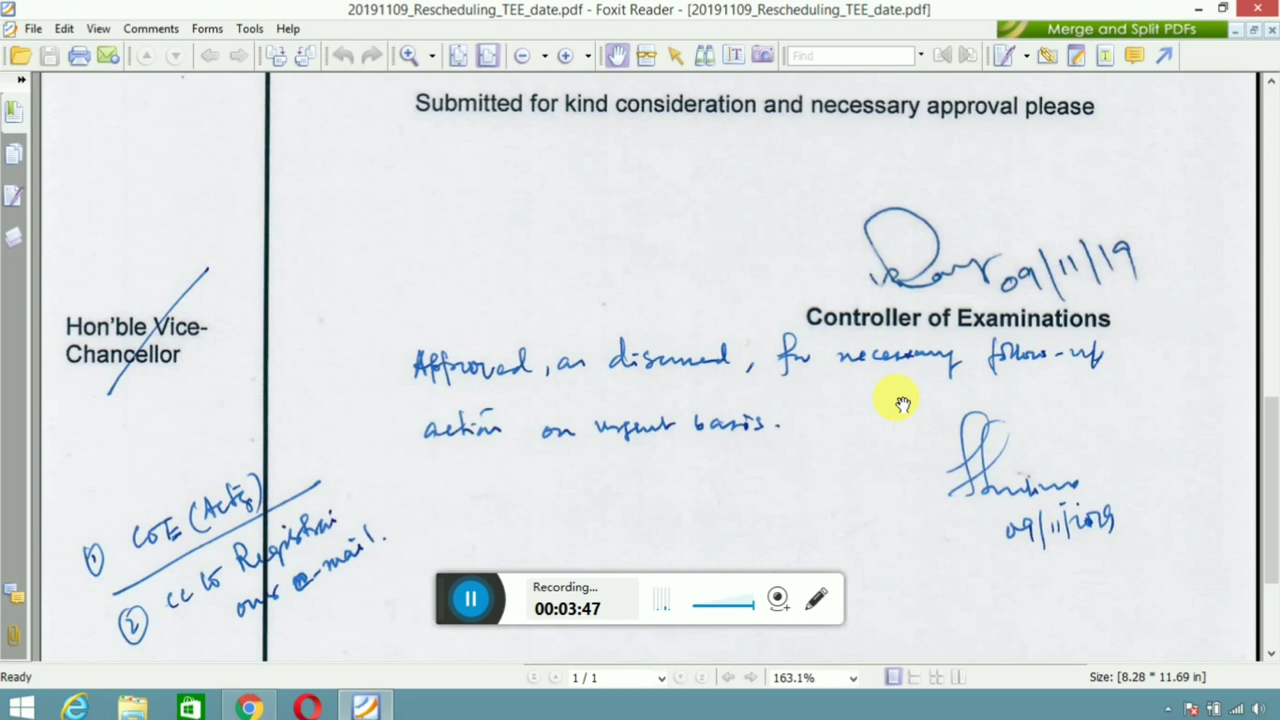 20191109_Rescheduling_TEE_date.pdf - Foxit Reader - [20191109_Rescheduling_TEE_date.pdf]
File Edit View Comments Forms Tools Help
Merge and Split PDFs
Find
Submitted for kind consideration and necessary approval please
09/11/19
Controller of Examinations
Hon'ble Vice-
Chancellor
Approved, as discussed, for necessary follow-up
action on urgent basis.
09/11/2019
① COE (Actg)
② cc to Registrar
over e-mail.
Recording...
00:03:47
Ready
1 / 1
163.1%
Size: [8.28 * 11.69 in]